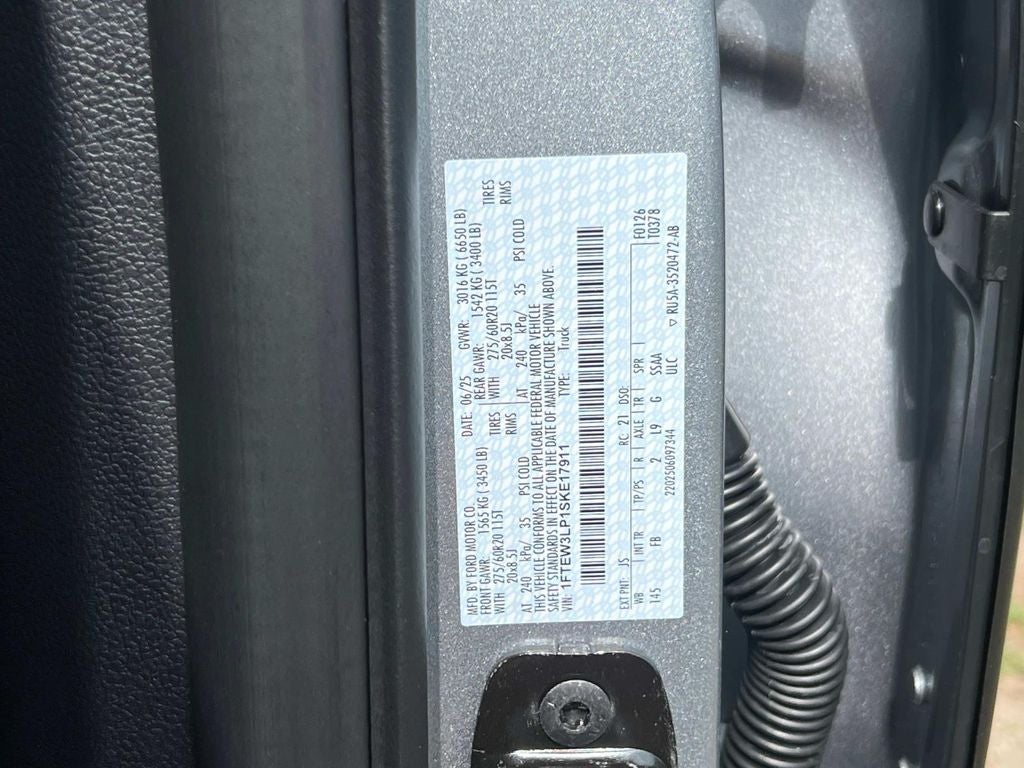 MFD. BY FORD MOTOR CO.
DATE: 06/25 GVWR: 3016 KG ( 6650 LB)
FRONT GAWR: 1565 KG ( 3450 LB) REAR GAWR: 1542 KG ( 3400 LB)
WITH 275/60R20 115T TIRES WITH 275/60R20 115T TIRES
20x8.5J RIMS 20x8.5J RIMS
AT 240 kPa/ 35 PSI COLD AT 240 kPa/ 35 PSI COLD
THIS VEHICLE CONFORMS TO ALL APPLICABLE FEDERAL MOTOR VEHICLE
SAFETY STANDARDS IN EFFECT ON THE DATE OF MANUFACTURE SHOWN ABOVE.
VIN: 1FTEW3LP1SKE17911 TYPE: Truck
EXT PNT: JS RC: 21 DSO: F0126
WB INT TR TP/PS R AXLE TR SPR T0378
145 FB 2 L9 G SSAA
2202506097344 ULC ▽ RU5A-3520472-AB